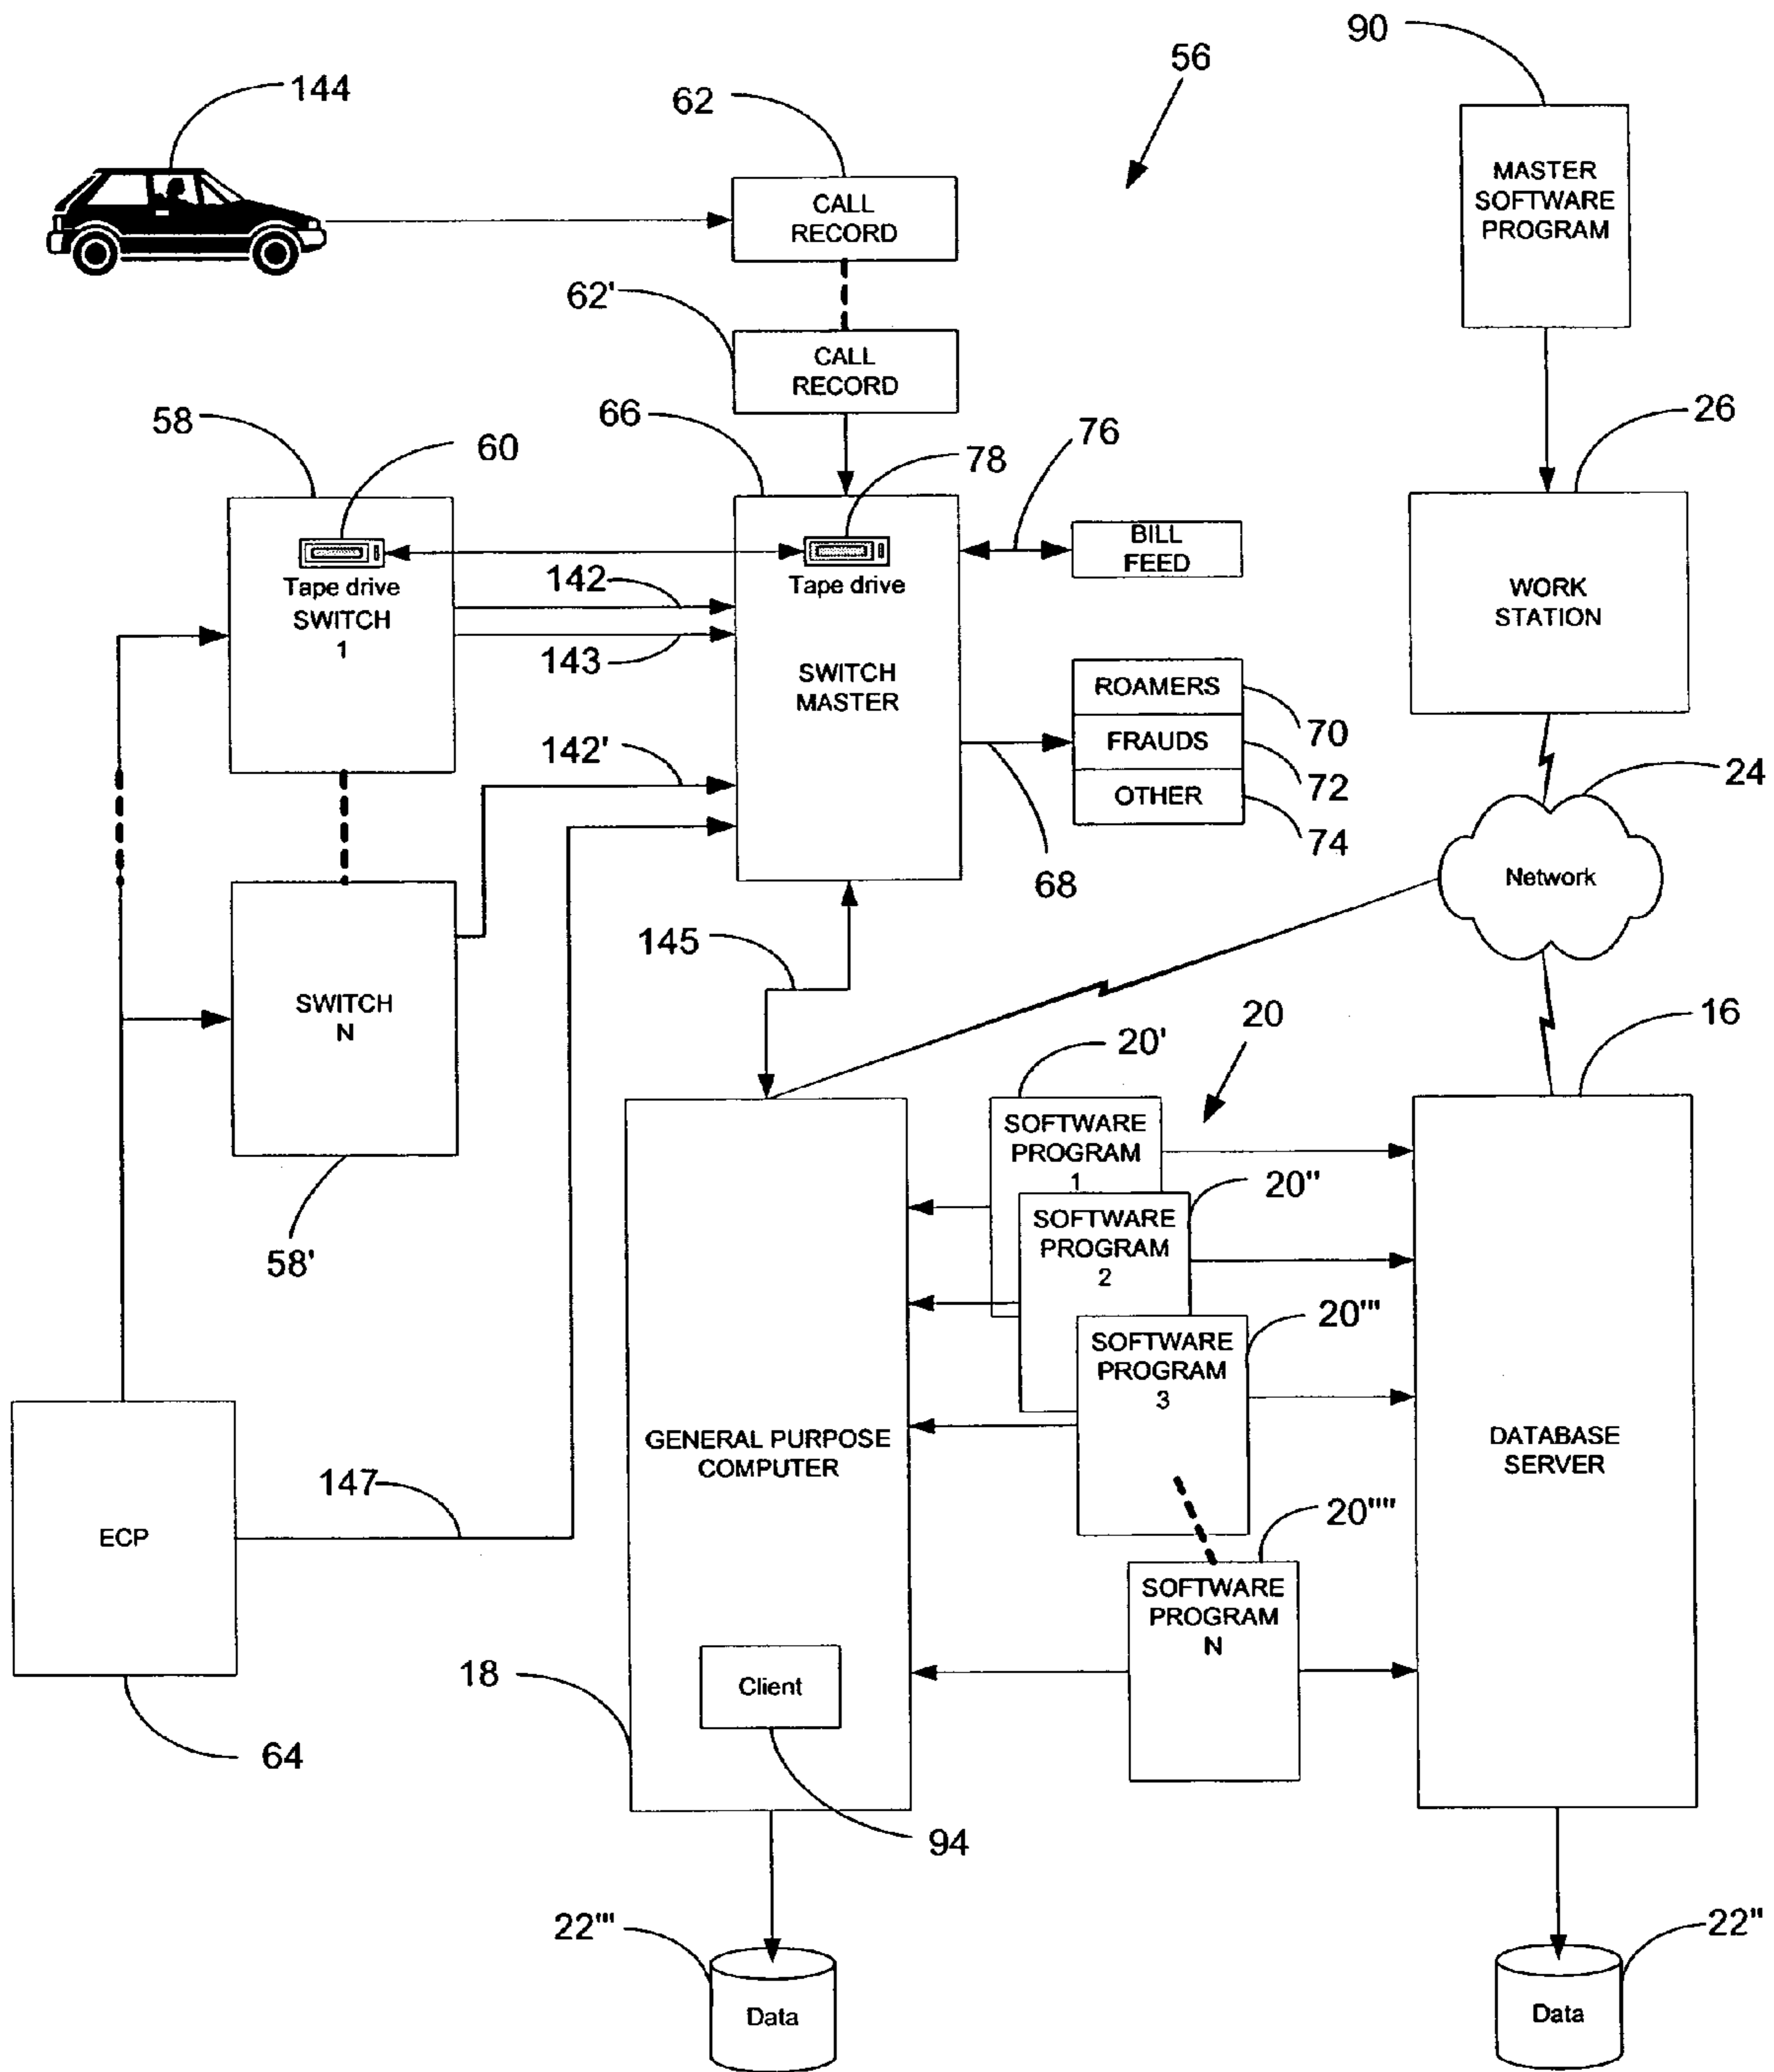 90
56
144
62
CALL
RECORD
MASTER
SOFTWARE
PROGRAM
62'
CALL
RECORD
58
60
66
78
76
26
Tape drive
SWITCH
1
142
143
Tape drive
SWITCH
MASTER
BILL
FEED
WORK
STATION
ROAMERS
FRAUDS
OTHER
70
72
74
142'
68
24
Network
145
SWITCH
N
58'
20'
20
16
SOFTWARE
PROGRAM
1
20"
SOFTWARE
PROGRAM
2
20'''
SOFTWARE
PROGRAM
3
GENERAL PURPOSE
COMPUTER
DATABASE
SERVER
147
ECP
20""
SOFTWARE
PROGRAM
N
18
Client
64
94
22'''
Data
22"
Data